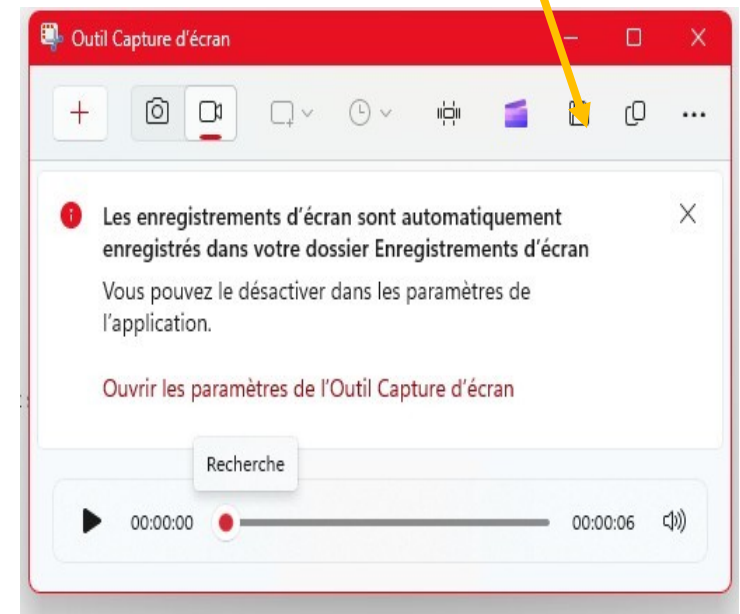 Outil Capture d'écran
Les enregistrements d'écran sont automatiquement
enregistrés dans votre dossier Enregistrements d'écran
Vous pouvez le désactiver dans les paramètres de
l'application.
Ouvrir les paramètres de l'Outil Capture d'écran
Recherche
00:00:00
00:00:06